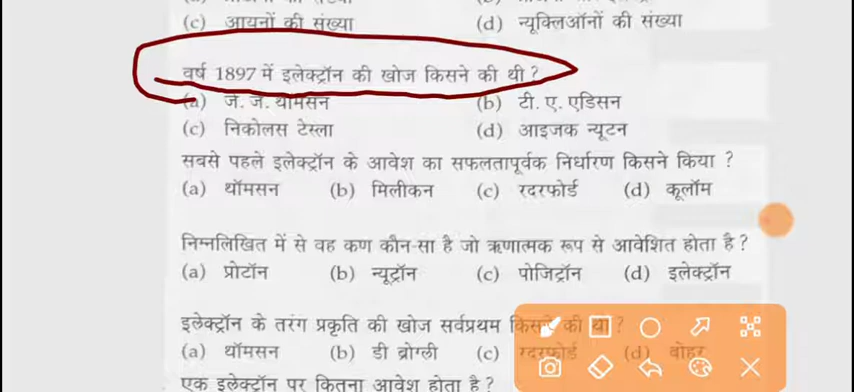 (c) आयनों की संख्या (d) न्यूक्लिऑनों की संख्या
वर्ष 1897 में इलेक्ट्रॉन की खोज किसने की थी ?
(a) जे. जे. थॉमसन (b) टी. ए. एडिसन
(c) निकोलस टेस्ला (d) आइजक न्यूटन
सबसे पहले इलेक्ट्रॉन के आवेश का सफलतापूर्वक निर्धारण किसने किया ?
(a) थॉमसन (b) मिलीकन (c) रदरफोर्ड (d) कूलॉम
निम्नलिखित में से वह कण कौन-सा है जो ऋणात्मक रूप से आवेशित होता है ?
(a) प्रोटॉन (b) न्यूट्रॉन (c) पोजिट्रॉन (d) इलेक्ट्रॉन
इलेक्ट्रॉन के तरंग प्रकृति की खोज सर्वप्रथम किसने की था ?
(a) थॉमसन (b) डी ब्रोग्ली (c) रदरफोर्ड (d) बोहर
एक इलेक्ट्रॉन पर कितना आवेश होता है ?